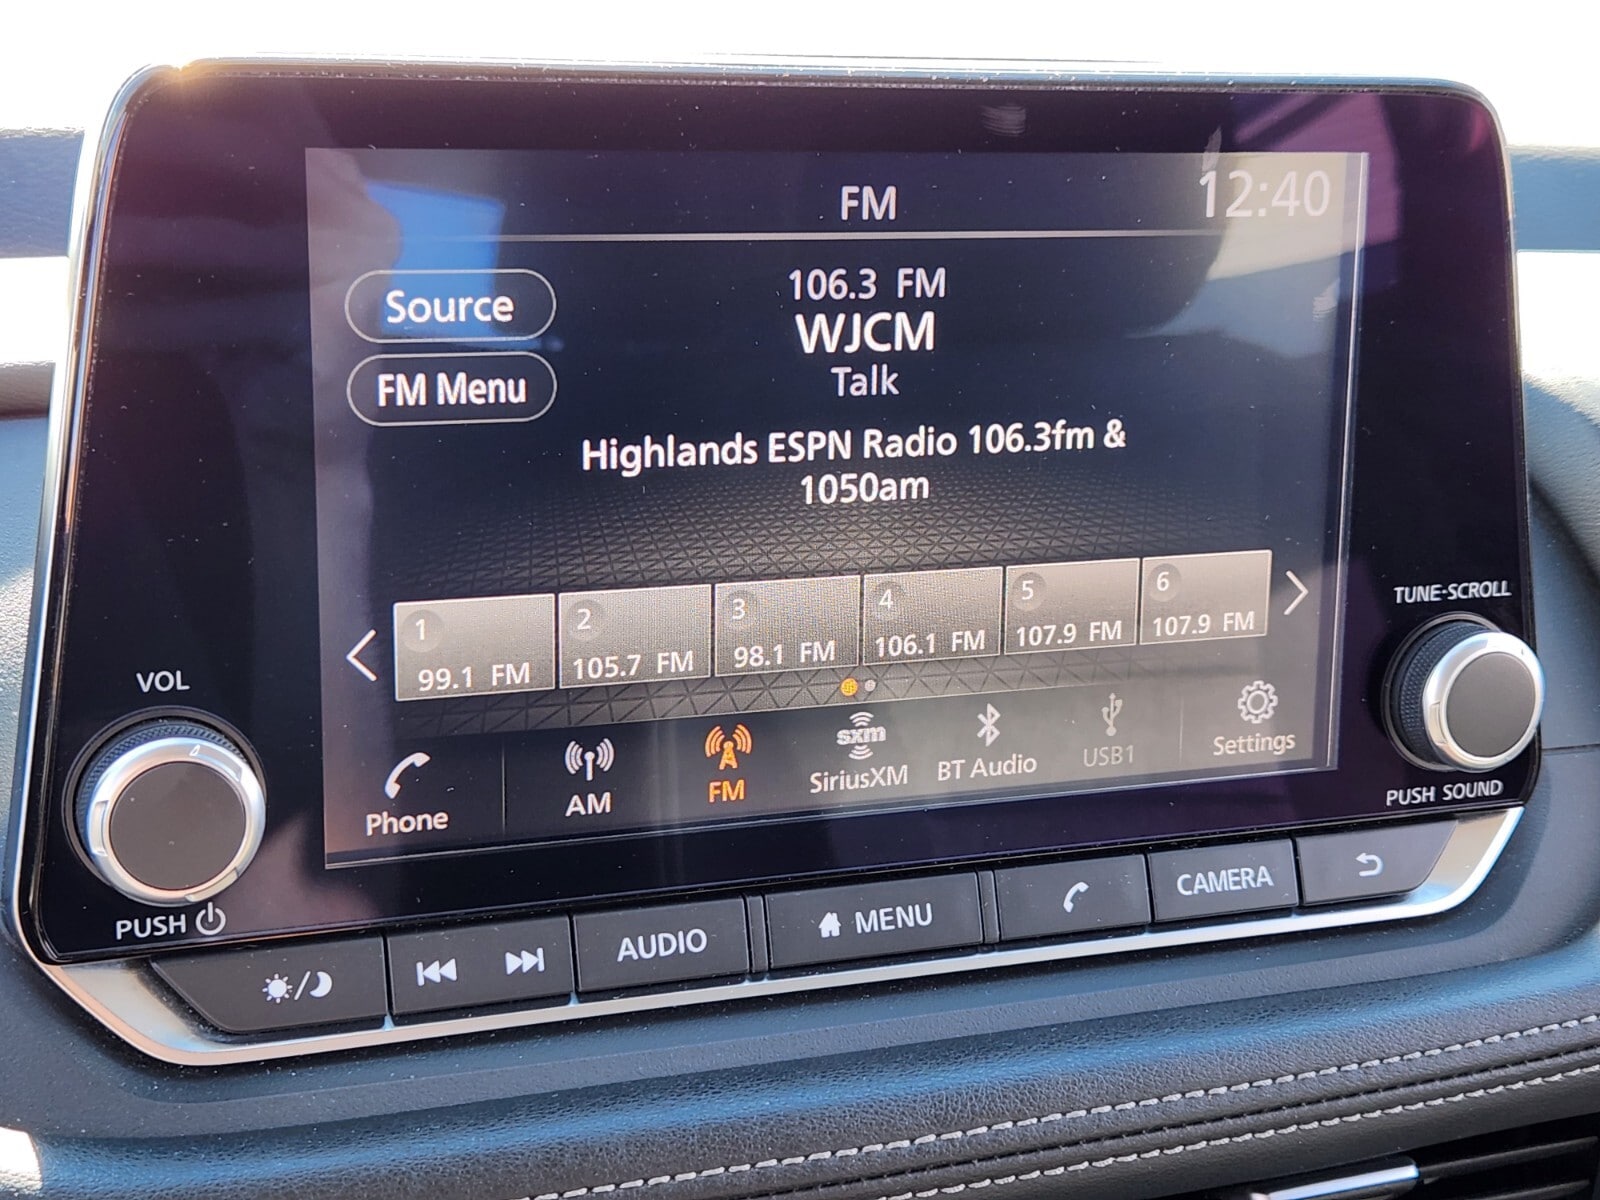 FM
12:40
Source
106.3 FM
WJCM
FM Menu
Talk
Highlands ESPN Radio 106.3fm &
1050am
1
99.1 FM
2
105.7 FM
3
98.1 FM
4
106.1 FM
5
107.9 FM
6
107.9 FM
TUNE•SCROLL
VOL
Phone
AM
FM
sxm
SiriusXM
BT Audio
USB1
Settings
PUSH SOUND
PUSH
AUDIO
MENU
CAMERA